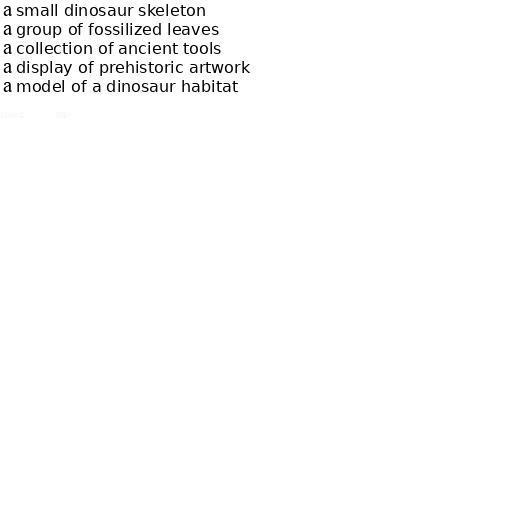 a small dinosaur skeleton
a group of fossilized leaves
a collection of ancient tools
a display of prehistoric artwork
a model of a dinosaur habitat